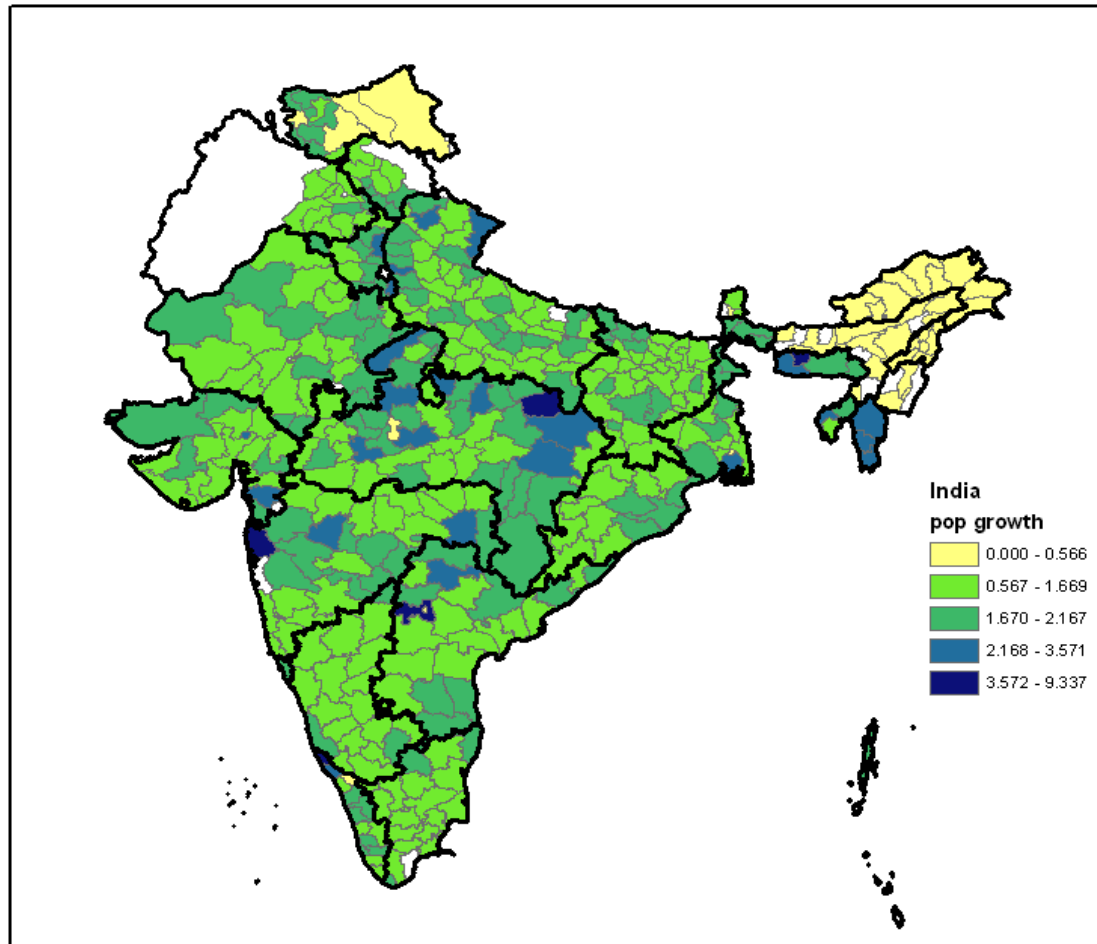 India
pop growth
0.000 - 0.566
0.567 - 1.669
1.670 - 2.167
2.168 - 3.571
3.572 - 9.337